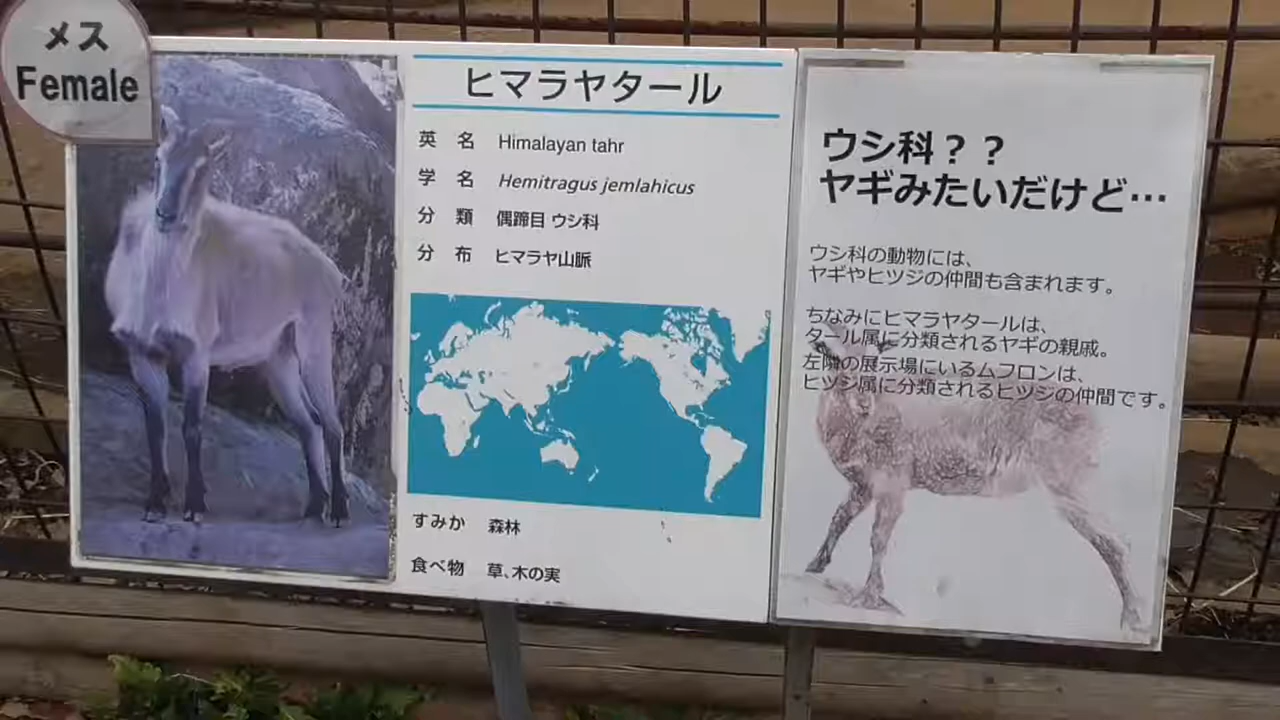 メス
Female
ヒマラヤタール
英 名 Himalayan tahr
学 名 Hemitragus jemlahicus
分 類 偶蹄目 ウシ科
分 布 ヒマラヤ山脈
すみか 森林
食べ物 草、木の実
ウシ科？？
ヤギみたいだけど…
ウシ科の動物には、
ヤギやヒツジの仲間も含まれます。
ちなみにヒマラヤタールは、
タール属に分類されるヤギの親戚。
左隣の展示場にいるムフロンは、
ヒツジ属に分類されるヒツジの仲間です。